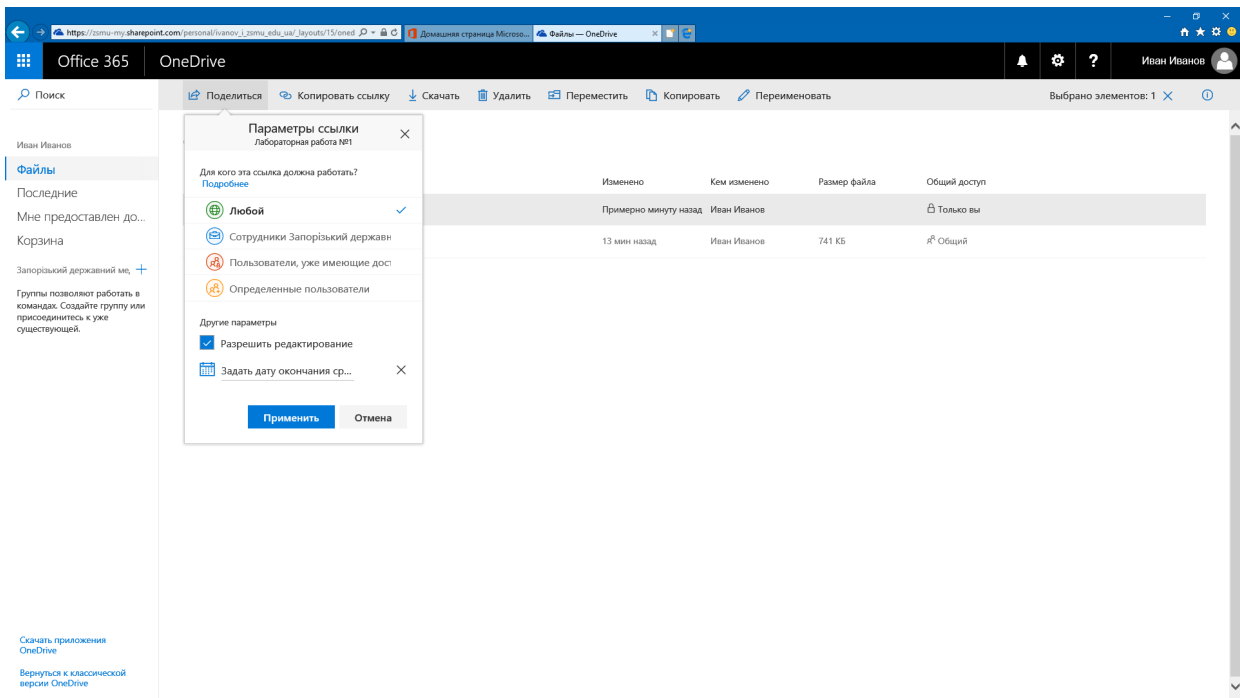 https://zsmu-my.sharepoint.com/personal/ivanov_i_zsmu_edu_ua/_layouts/15/oned
Домашняя страница Microso...
Файлы — OneDrive
Office 365
OneDrive
?
Иван Иванов
Поиск
Поделиться
Копировать ссылку
Скачать
Удалить
Переместить
Копировать
Переименовать
Выбрано элементов: 1
Иван Иванов
Файлы
Последние
Мне предоставлен до...
Корзина
Запорізький державний ме,
Группы позволяют работать в
командах. Создайте группу или
присоединитесь к уже
существующей.
Параметры ссылки
Лабораторная работа №1
Для кого эта ссылка должна работать?
Подробнее
Любой
Сотрудники Запорізький державн
Пользователи, уже имеющие дост
Определенные пользователи
Другие параметры
Разрешить редактирование
Задать дату окончания ср...
Применить
Отмена
Изменено
Кем изменено
Размер файла
Общий доступ
Примерно минуту назад
Иван Иванов
Только вы
13 мин назад
Иван Иванов
741 КБ
Общий
Скачать приложения
OneDrive
Вернуться к классической
версии OneDrive